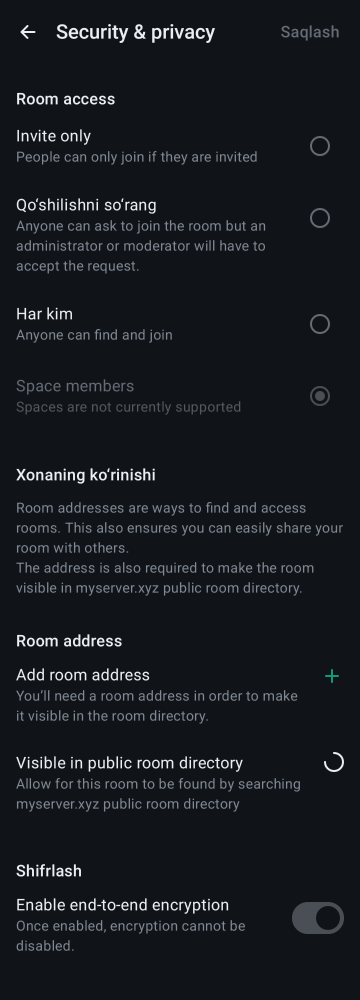 Security & privacy
Saqlash
Room access
Invite only
People can only join if they are invited
Qo‘shilishni so‘rang
Anyone can ask to join the room but an
administrator or moderator will have to
accept the request.
Har kim
Anyone can find and join
Space members
Spaces are not currently supported
Xonaning ko‘rinishi
Room addresses are ways to find and access
rooms. This also ensures you can easily share your
room with others.
The address is also required to make the room
visible in myserver.xyz public room directory.
Room address
Add room address
You’ll need a room address in order to make
it visible in the room directory.
Visible in public room directory
Allow for this room to be found by searching
myserver.xyz public room directory
Shifrlash
Enable end-to-end encryption
Once enabled, encryption cannot be
disabled.